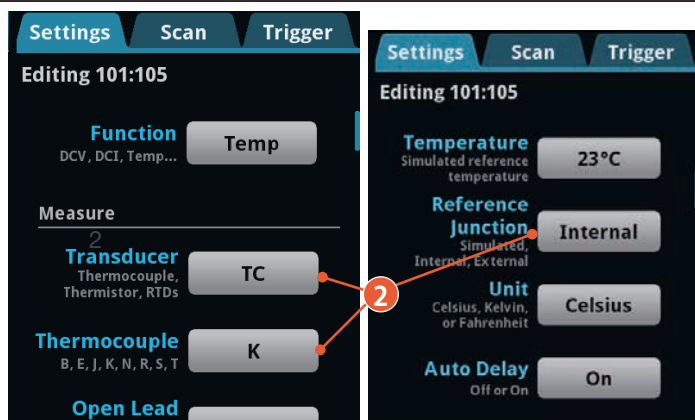 Settings Scan Trigger
Editing 101:105
Function
DCV, DCI, Temp...
Temp
Measure
2
Transducer
Thermocouple,
Thermistor, RTDs
TC
Thermocouple
B, E, J, K, N, R, S, T
K
Open Lead
2
Settings Scan Trigger
Editing 101:105
Temperature
Simulated reference
temperature
23°C
Reference
Junction
Simulated,
Internal, External
Internal
Unit
Celsius, Kelvin,
or Fahrenheit
Celsius
Auto Delay
Off or On
On